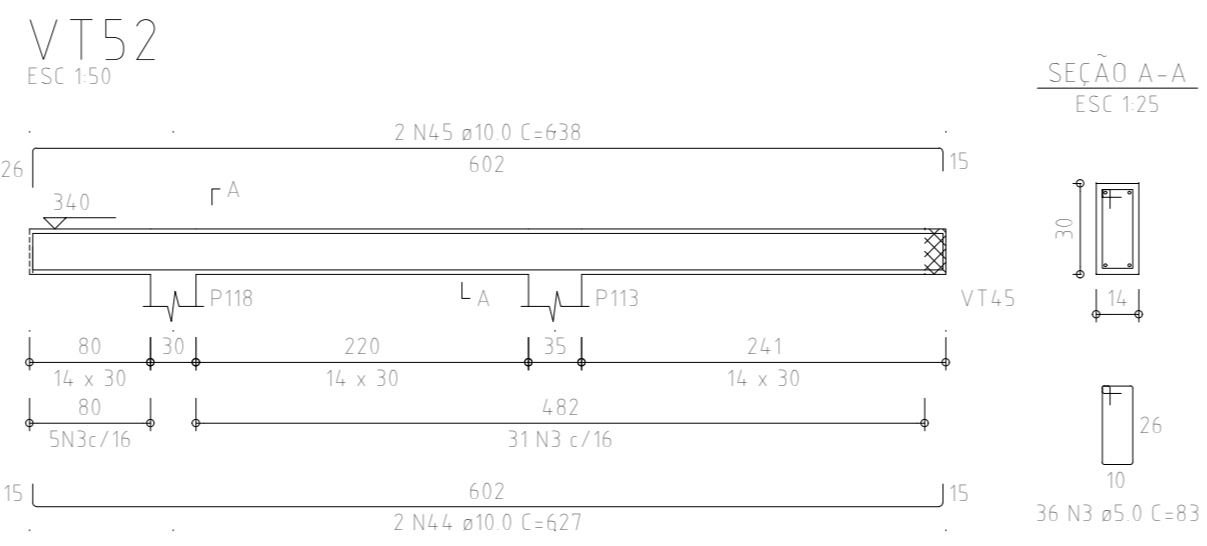 VT52
ESC 1:50
SEÇÃO A-A
ESC 1:25
2 N45 ø10.0 C=638
26
602
15
A
340
30
P118
A
P113
VT45
14
80
30
220
35
241
14 x 30
14 x 30
14 x 30
80
482
5N3c/16
31 N3 c/16
26
10
15
602
15
2 N44 ø10.0 C=627
36 N3 ø5.0 C=83